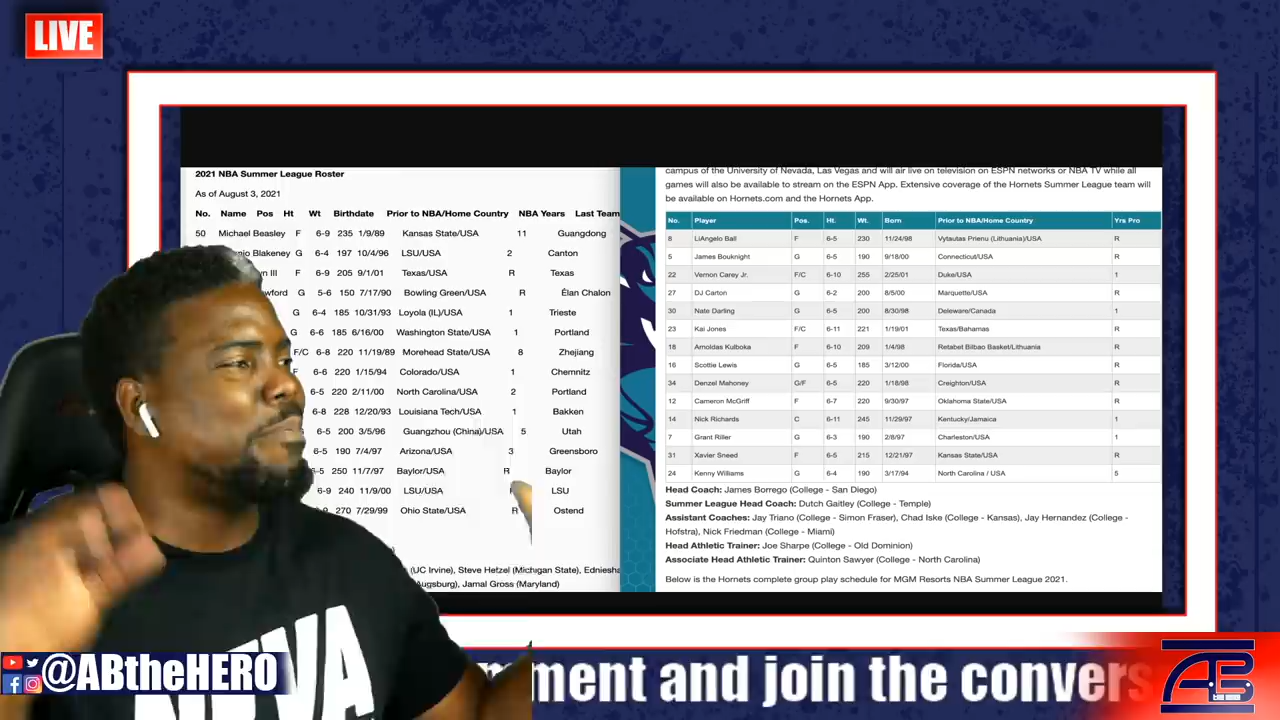 LIVE
2021 NBA Summer League Roster
As of August 3, 2021
No. Name Pos Ht Wt Birthdate Prior to NBA/Home Country NBA Years Last Team
50 Michael Beasley F 6-9 235 1/9/89 Kansas State/USA 11 Guangdong
Blakeney G 6-4 197 10/4/96 LSU/USA 2 Canton
III F 6-9 205 9/1/01 Texas/USA R Texas
G 5-6 150 7/17/90 Bowling Green/USA R Élan Chalon
G 6-4 185 10/31/93 Loyola (IL)/USA 1 Trieste
G 6-6 185 6/16/00 Washington State/USA 1 Portland
F/C 6-8 220 11/19/89 Morehead State/USA 8 Zhejiang
6-6 220 1/15/94 Colorado/USA 1 Chemnitz
6-5 220 2/11/00 North Carolina/USA 2 Portland
6-8 228 12/20/93 Louisiana Tech/USA 1 Bakken
6-5 200 3/5/96 Guangzhou (China)/USA 5 Utah
6-5 190 7/4/97 Arizona/USA 3 Greensboro
250 11/7/97 Baylor/USA R Baylor
6-9 240 11/9/00 LSU/USA LSU
270 7/29/99 Ohio State/USA R Ostend
(UC Irvine), Steve Hetzel (Michigan State),
Jamal Gross (Maryland)
campus of the University of Nevada, Las Vegas and will air live on television on ESPN networks or NBA TV while all
games will also be available to stream on the ESPN App. Extensive coverage of the Hornets Summer League team will
be available on Hornets.com and the Hornets App.
No. Player Pos. Ht. Wt. Born Prior to NBA/Home Country Yrs Pro
8 LiAngelo Ball F 6-5 230 11/24/98 Vytautas Prienu (Lithuania)/USA R
5 James Bouknight G 6-5 190 9/18/00 Connecticut/USA R
22 Vernon Carey Jr. F/C 6-10 255 2/25/01 Duke/USA 1
27 DJ Carton G 6-2 200 8/5/00 Marquette/USA R
30 Nate Darling G 6-5 200 8/30/98 Deleware/Canada 1
23 Kai Jones F/C 6-11 221 1/19/01 Texas/Bahamas R
18 Arnoldas Kulboka F 6-10 209 1/4/98 Retabet Bilbao Basket/Lithuania R
16 Scottie Lewis G 6-5 185 3/12/00 Florida/USA R
34 Denzel Mahoney G/F 6-5 220 1/18/98 Creighton/USA R
12 Cameron McGriff F 6-7 220 9/30/97 Oklahoma State/USA R
14 Nick Richards C 6-11 245 11/29/97 Kentucky/Jamaica 1
7 Grant Riller G 6-3 190 2/8/97 Charleston/USA 1
31 Xavier Sneed F 6-5 215 12/21/97 Kansas State/USA R
24 Kenny Williams G 6-4 190 3/17/94 North Carolina / USA 5
Head Coach: James Borrego (College - San Diego)
Summer League Head Coach: Dutch Gaitley (College - Temple)
Assistant Coaches: Jay Triano (College - Simon Fraser), Chad Iske (College - Kansas), Jay Hernandez (College -
Hofstra), Nick Friedman (College - Miami)
Head Athletic Trainer: Joe Sharpe (College - Old Dominion)
Associate Head Athletic Trainer: Quinton Sawyer (College - North Carolina)
Below is the Hornets complete group play schedule for MGM Resorts NBA Summer League 2021.
@ABtheHERO
ment and join the convers
AB